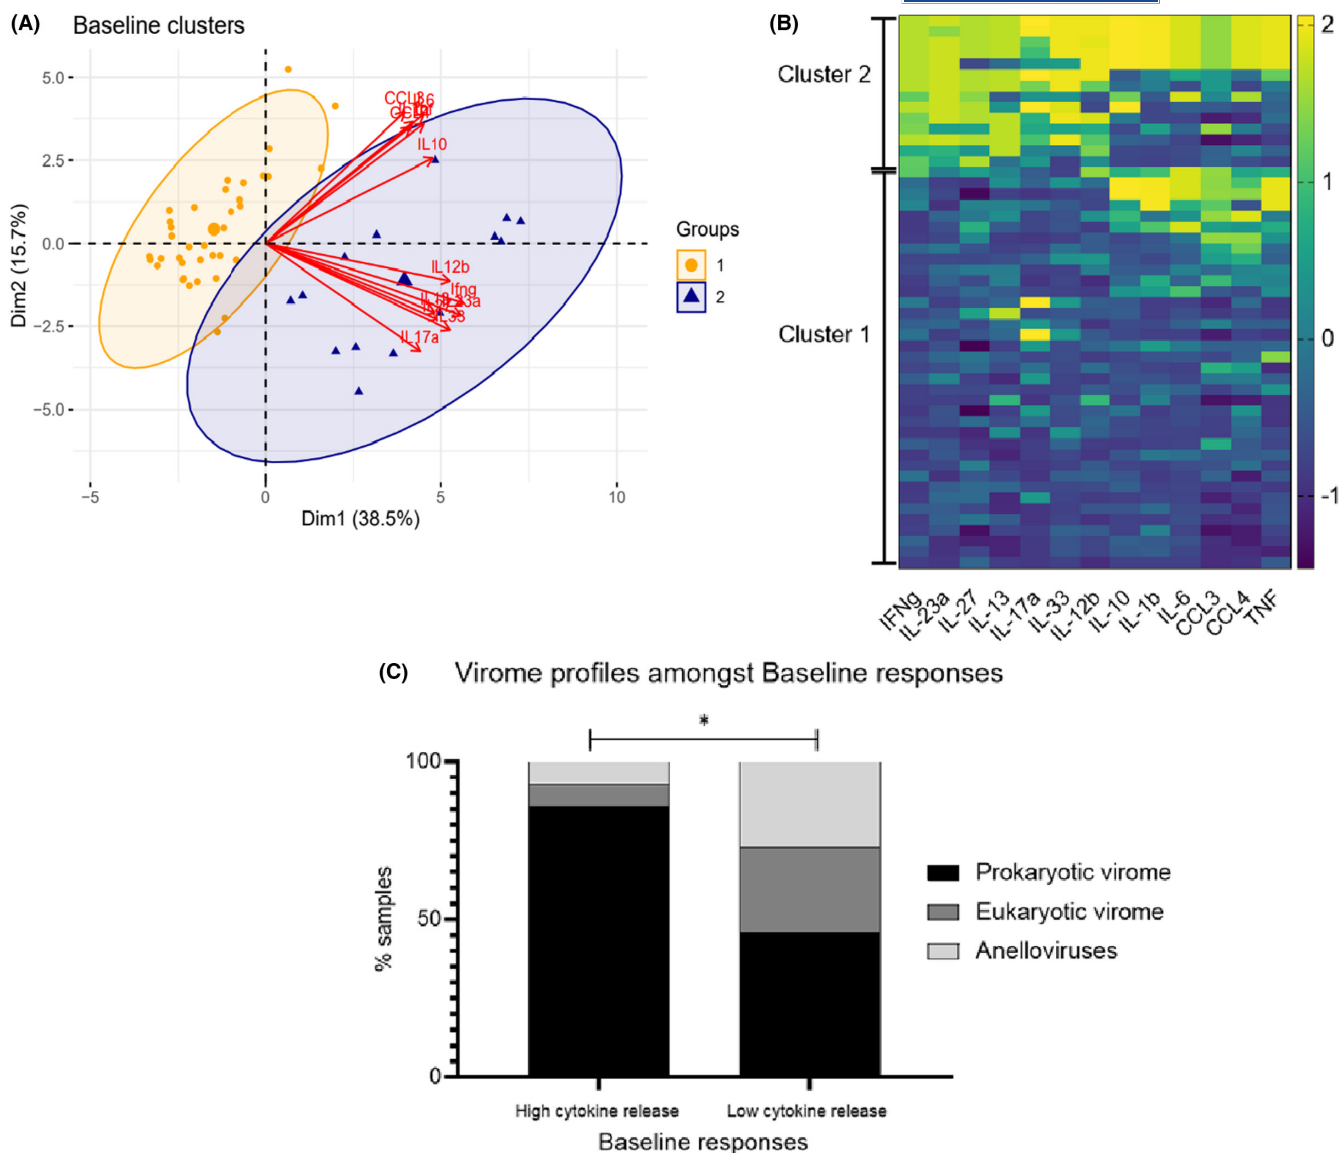 (A) Baseline clusters
5.0
2.5
0.0
−2.5
−5.0
−5
0
5
10
Dim2 (15.7%)
Dim1 (38.5%)
IL10
IL12b
Ifng
IL33
IL17a
Groups
1
2
(B)
Cluster 2
Cluster 1
2
1
0
-1
IFNg
IL-23a
IL-27
IL-13
IL-17a
IL-33
IL-12b
IL-10
IL-1b
IL-6
CCL3
CCL4
TNF
(C) Virome profiles amongst Baseline responses
*
100
50
0
% samples
Prokaryotic virome
Eukaryotic virome
Anelloviruses
High cytokine release
Low cytokine release
Baseline responses